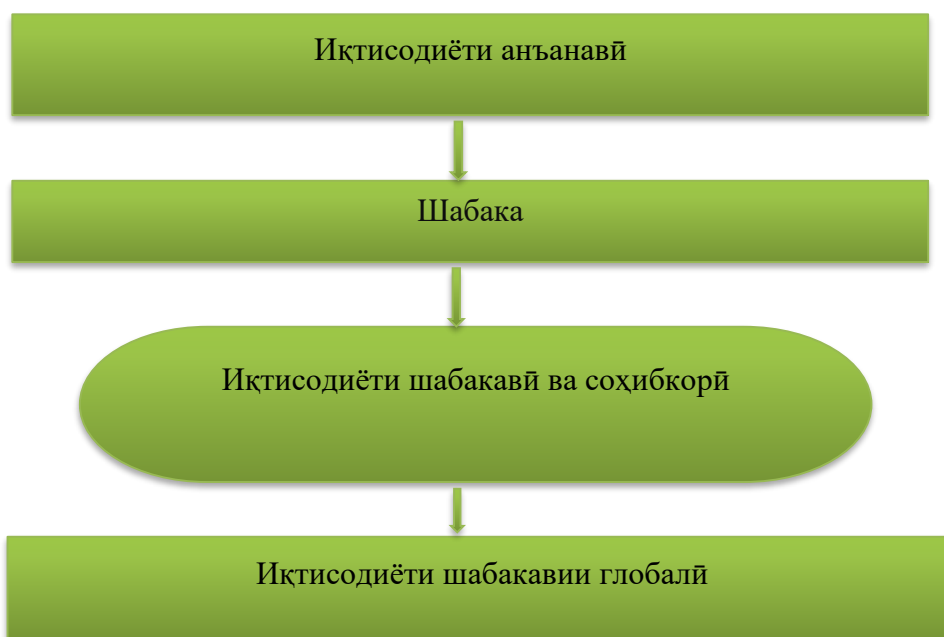 Иқтисодиёти анъанавӣ
Шабака
Иқтисодиёти шабакавӣ ва соҳибкорӣ
Иқтисодиёти шабакавии глобалӣ